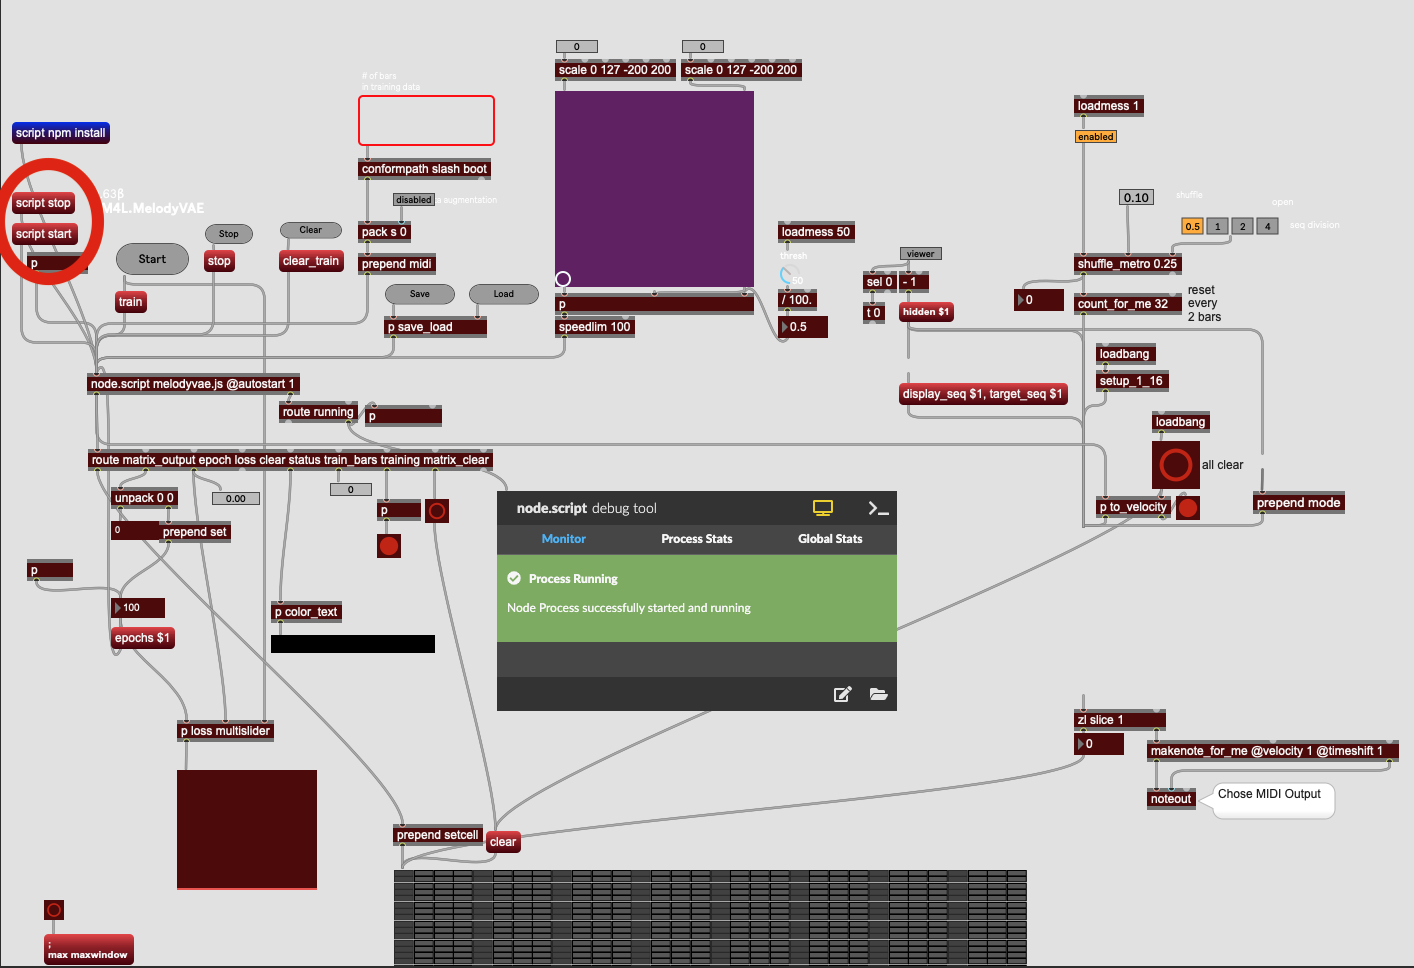 0
0
scale 0 127 -200 200
scale 0 127 -200 200
# of bars
in training data
loadmess 1
script npm install
enabled
conformpath slash boot
script stop
63β
M4L.MelodyVAE
disabled
augmentation
0.10
shuffle
open
script start
Stop
Clear
pack s 0
loadmess 50
0.5
1
2
4
seq division
p
Start
stop
clear_train
prepend midi
thresh
50
viewer
shuffle_metro 0.25
train
Save
Load
p
/ 100.
sel 0
- 1
0
count_for_me 32
reset
every
2 bars
p save_load
speedlim 100
0.5
t 0
hidden $1
loadbang
node.script melodyvae.js @autostart 1
setup_1_16
display_seq $1, target_seq $1
route running
p
loadbang
route matrix_output epoch loss clear status train_bars training matrix_clear
all clear
unpack 0 0
0.00
0
p
p to_velocity
prepend mode
0
prepend set
node.script debug tool
Monitor
Process Stats
Global Stats
p
Process Running
100
Node Process successfully started and running
p color_text
epochs $1
p loss multislider
zl slice 1
0
makenote_for_me @velocity 1 @timeshift 1
noteout
Chose MIDI Output
prepend setcell
clear
;
max maxwindow